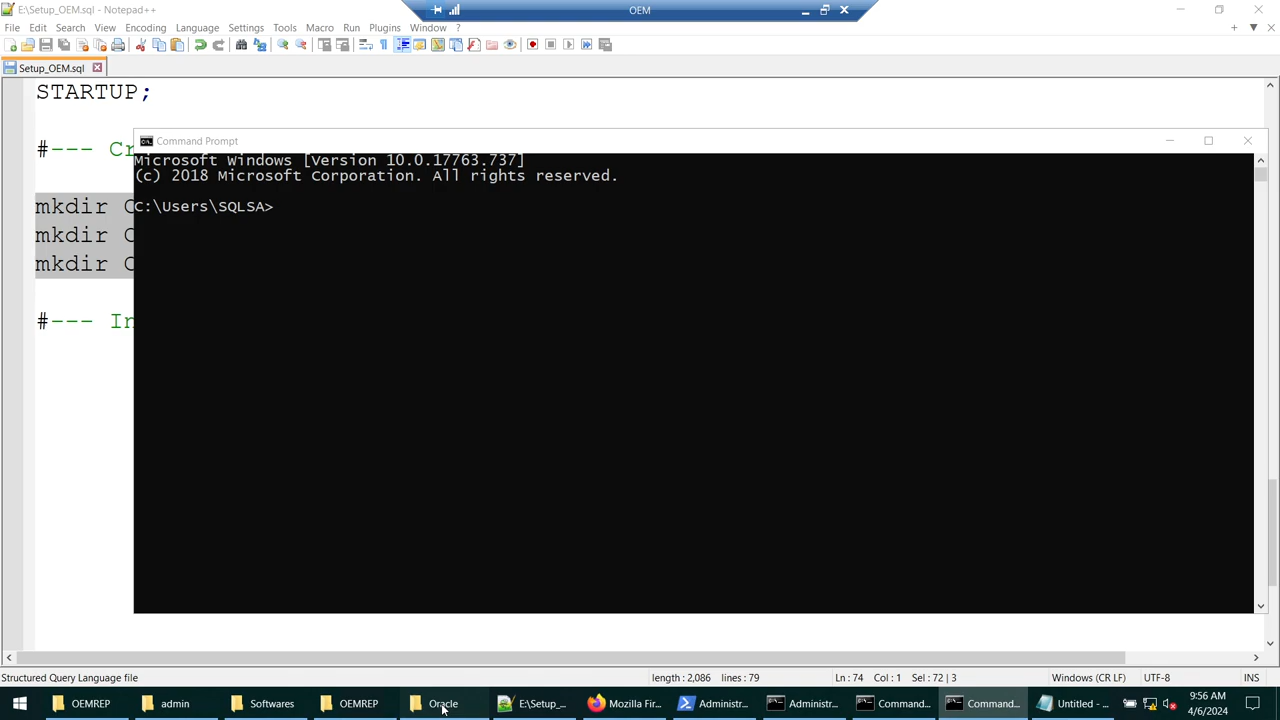 E:\Setup_OEM.sql - Notepad++
OEM
File Edit Search View Encoding Language Settings Tools Macro Run Plugins Window ?
Setup_OEM.sql
STARTUP;
#--- Cr
Command Prompt
Microsoft Windows [Version 10.0.17763.737]
(c) 2018 Microsoft Corporation. All rights reserved.
mkdir C
C:\Users\SQLSA>
mkdir C
mkdir C
#--- In
Structured Query Language file
length : 2,086 lines : 79
Ln : 74 Col : 1 Sel : 72 | 3
Windows (CR LF)
UTF-8
INS
OEMREP
admin
Softwares
OEMREP
Oracle
E:\Setup_...
Mozilla Fir...
Administr...
Administr...
Command...
Command...
Untitled - ...
9:56 AM
4/6/2024